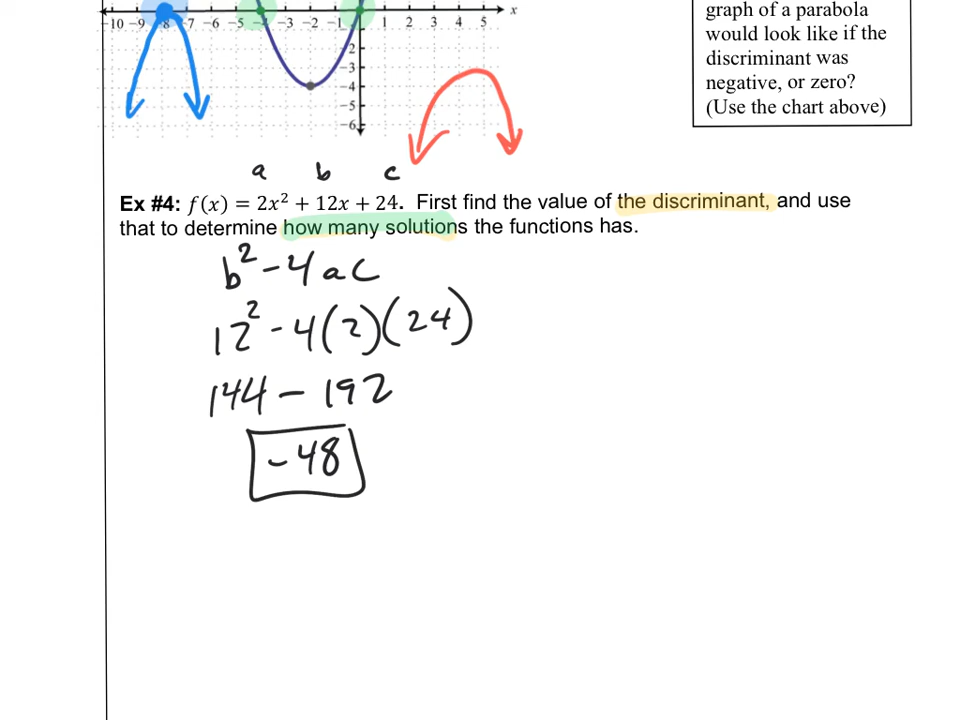 graph of a parabola
would look like if the
discriminant was
negative, or zero?
(Use the chart above)
-10 -9 -8 -7 -6 -5 -4 -3 -2 -1 1 2 3 4 5 x
2
-3
-4
-5
-6
a b c
Ex #4: f(x) = 2x² + 12x + 24. First find the value of the discriminant, and use
that to determine how many solutions the functions has.
b² - 4ac
12² - 4(2)(24)
144 - 192
-48